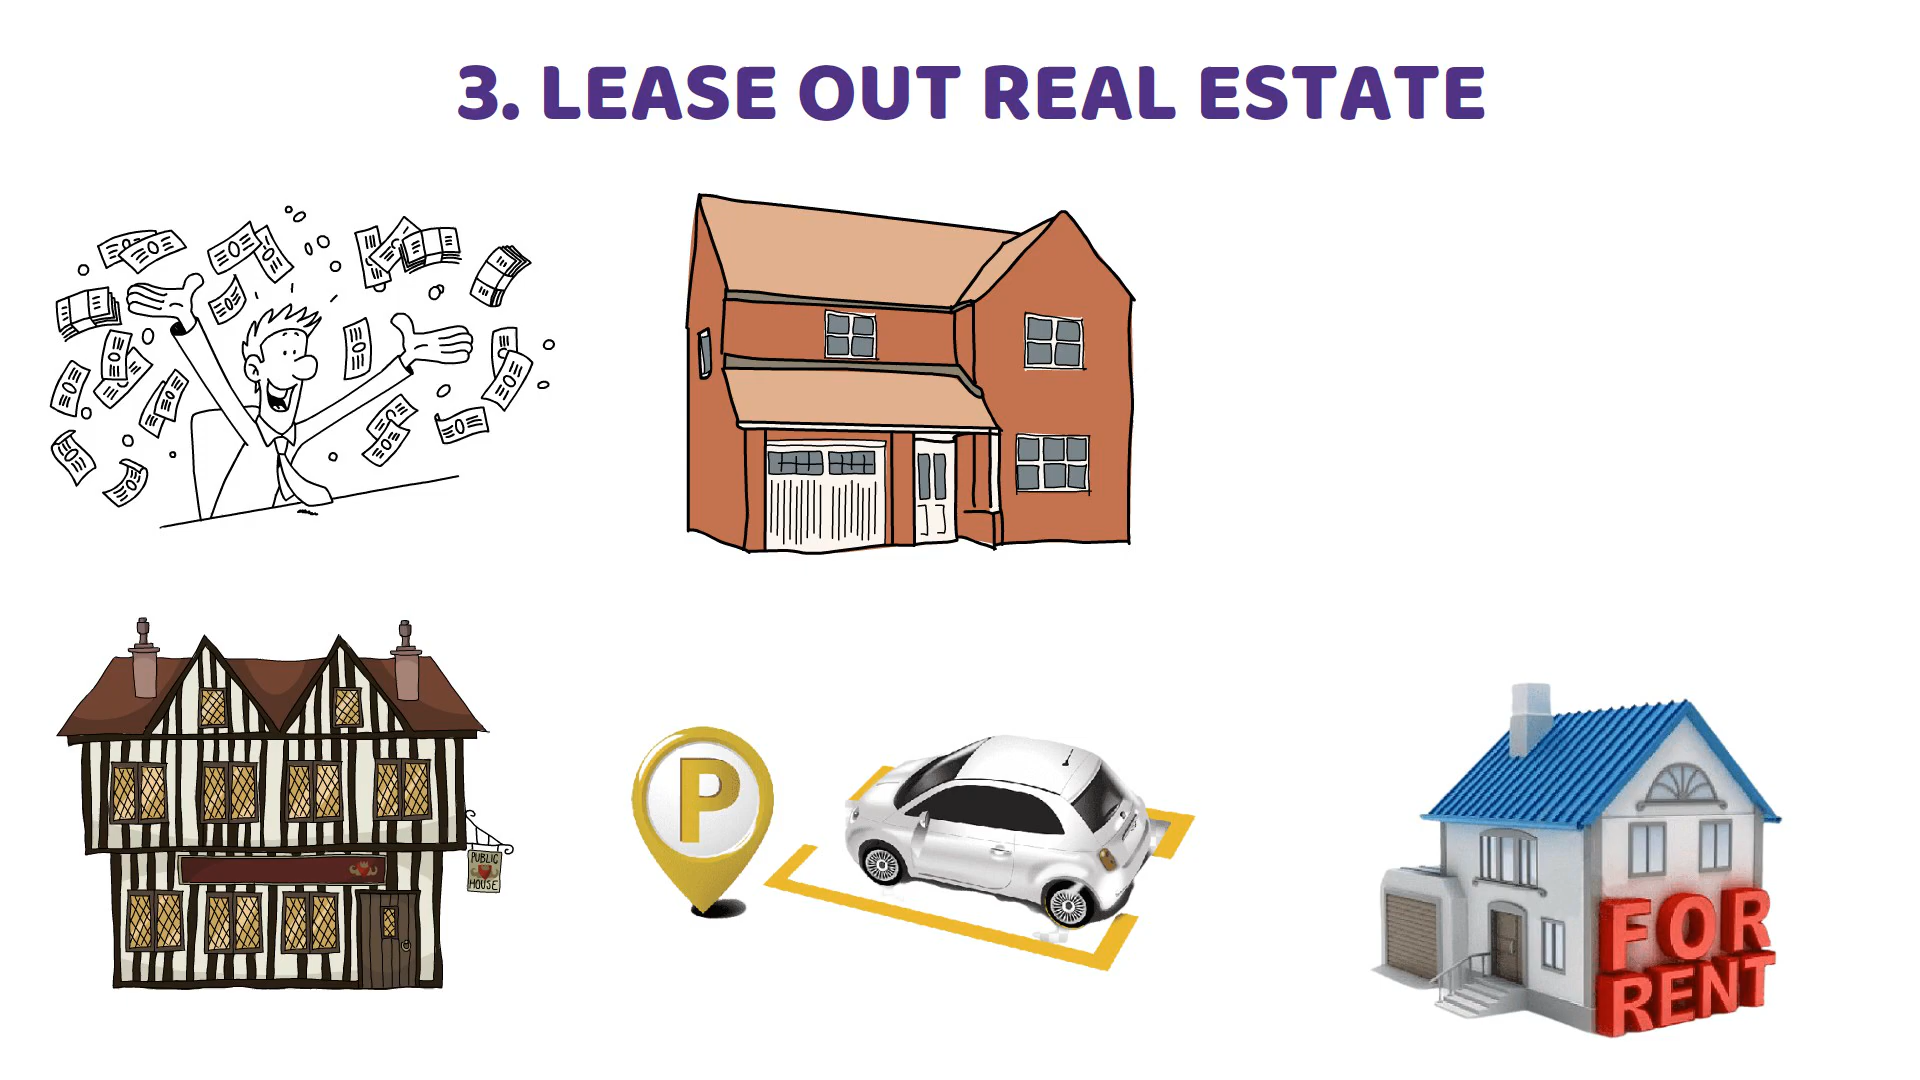 3. LEASE OUT REAL ESTATE
PUBLIC
HOUSE
P
FOR
RENT